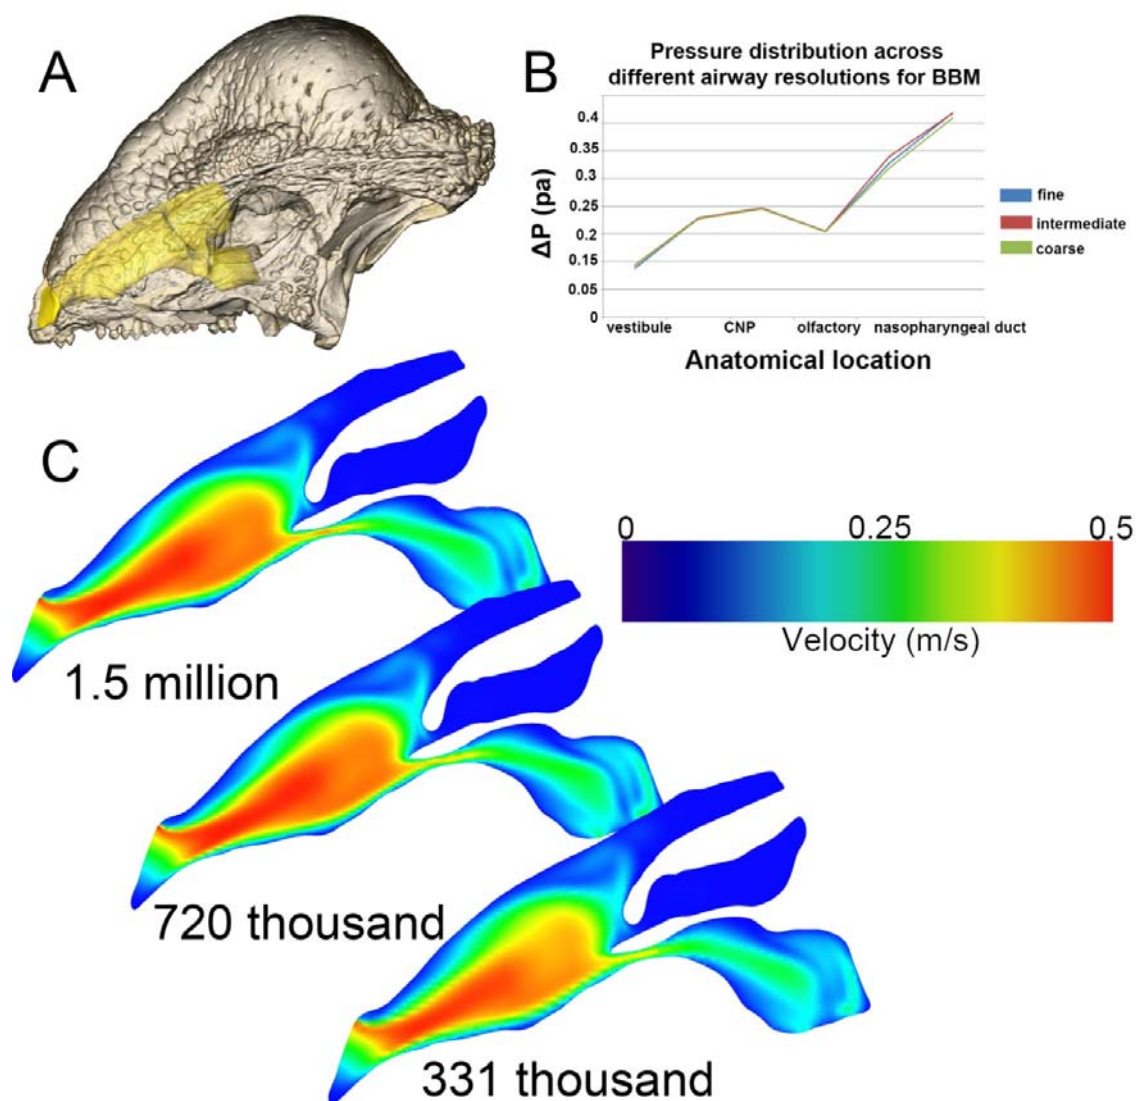 A
B
Pressure distribution across
different airway resolutions for BBM
ΔP (pa)
0.4
0.35
0.3
0.25
0.2
0.15
0.05
0
vestibule
CNP
olfactory
nasopharyngeal duct
Anatomical location
fine
intermediate
coarse
C
0
0.25
0.5
Velocity (m/s)
1.5 million
720 thousand
331 thousand